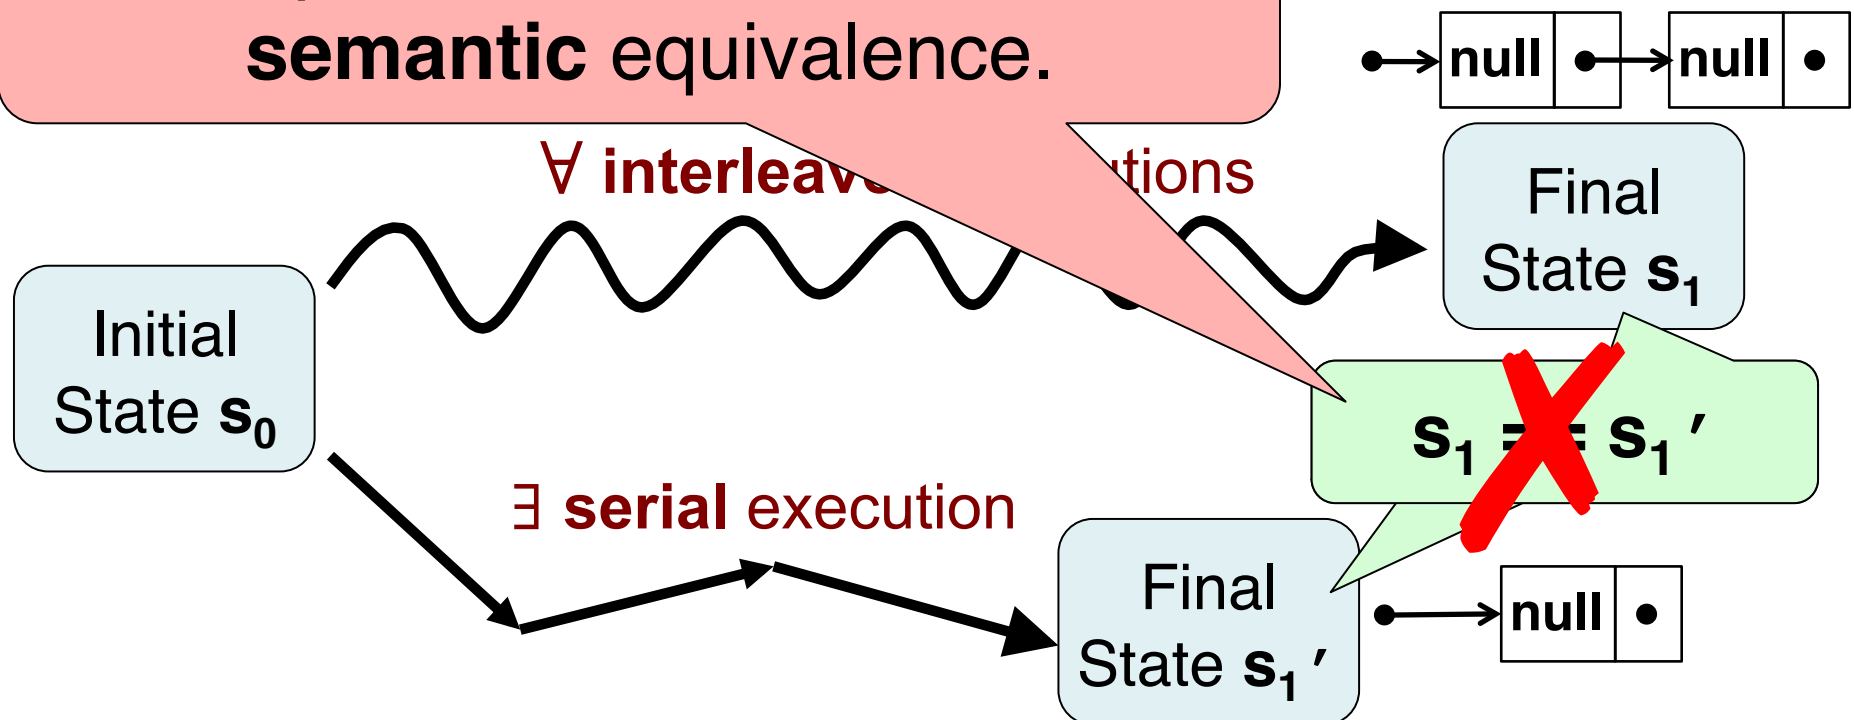 semantic equivalence.
null null
∀ interleave tions
Final
State s₁
Initial
State s₀
s₁ == s₁′
∃ serial execution
Final
State s₁′
null